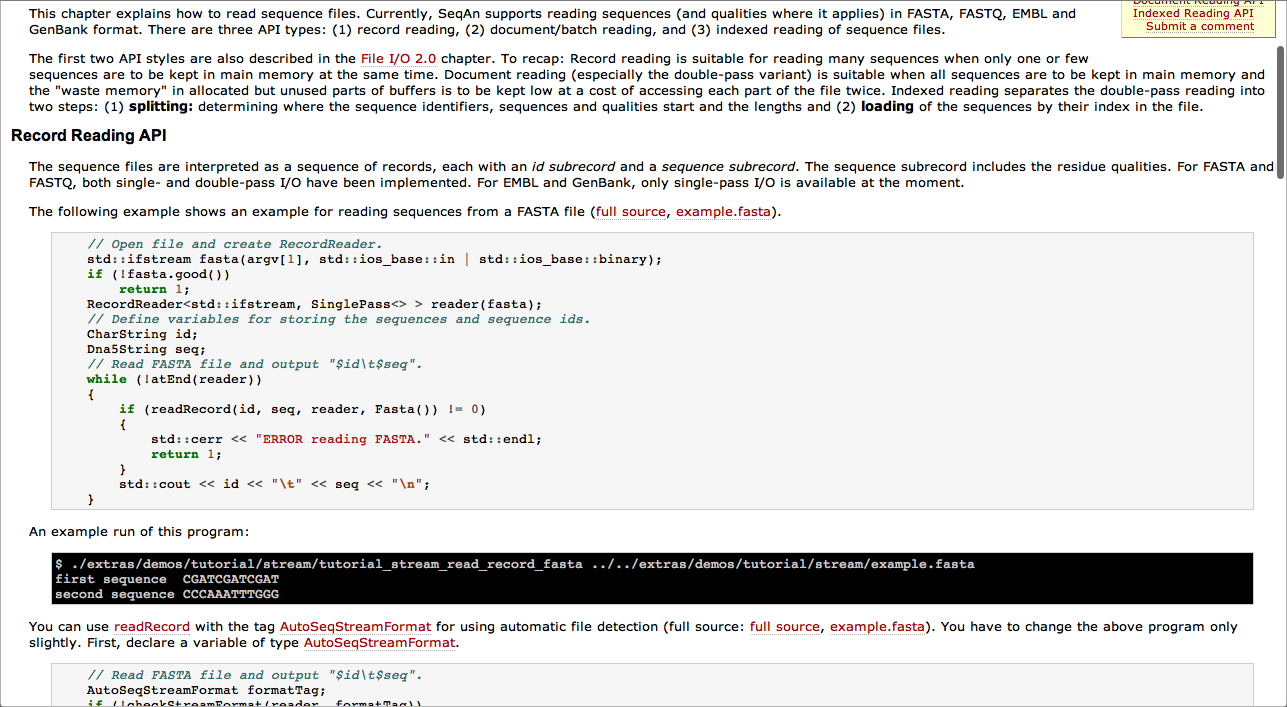 This chapter explains how to read sequence files. Currently, SeqAn supports reading sequences (and qualities where it applies) in FASTA, FASTQ, EMBL and
GenBank format. There are three API types: (1) record reading, (2) document/batch reading, and (3) indexed reading of sequence files.
Document Reading API
Indexed Reading API
Submit a comment
The first two API styles are also described in the File I/O 2.0 chapter. To recap: Record reading is suitable for reading many sequences when only one or few
sequences are to be kept in main memory at the same time. Document reading (especially the double-pass variant) is suitable when all sequences are to be kept in main memory and
the "waste memory" in allocated but unused parts of buffers is to be kept low at a cost of accessing each part of the file twice. Indexed reading separates the double-pass reading into
two steps: (1) splitting: determining where the sequence identifiers, sequences and qualities start and the lengths and (2) loading of the sequences by their index in the file.
Record Reading API
The sequence files are interpreted as a sequence of records, each with an id subrecord and a sequence subrecord. The sequence subrecord includes the residue qualities. For FASTA and
FASTQ, both single- and double-pass I/O have been implemented. For EMBL and GenBank, only single-pass I/O is available at the moment.
The following example shows an example for reading sequences from a FASTA file (full source, example.fasta).
// Open file and create RecordReader.
std::ifstream fasta(argv[1], std::ios_base::in | std::ios_base::binary);
if (!fasta.good())
return 1;
RecordReader<std::ifstream, SinglePass<> > reader(fasta);
// Define variables for storing the sequences and sequence ids.
CharString id;
Dna5String seq;
// Read FASTA file and output "$id\t$seq".
while (!atEnd(reader))
{
if (readRecord(id, seq, reader, Fasta()) != 0)
{
std::cerr << "ERROR reading FASTA." << std::endl;
return 1;
}
std::cout << id << "\t" << seq << "\n";
}
An example run of this program:
$ ./extras/demos/tutorial/stream/tutorial_stream_read_record_fasta ../../extras/demos/tutorial/stream/example.fasta
first sequence  CGATCGATCGAT
second sequence CCCAAATTTGGG
You can use readRecord with the tag AutoSeqStreamFormat for using automatic file detection (full source: full source, example.fasta). You have to change the above program only
slightly. First, declare a variable of type AutoSeqStreamFormat.
// Read FASTA file and output "$id\t$seq".
AutoSeqStreamFormat formatTag;
if (!checkStreamFormat(reader, formatTag))